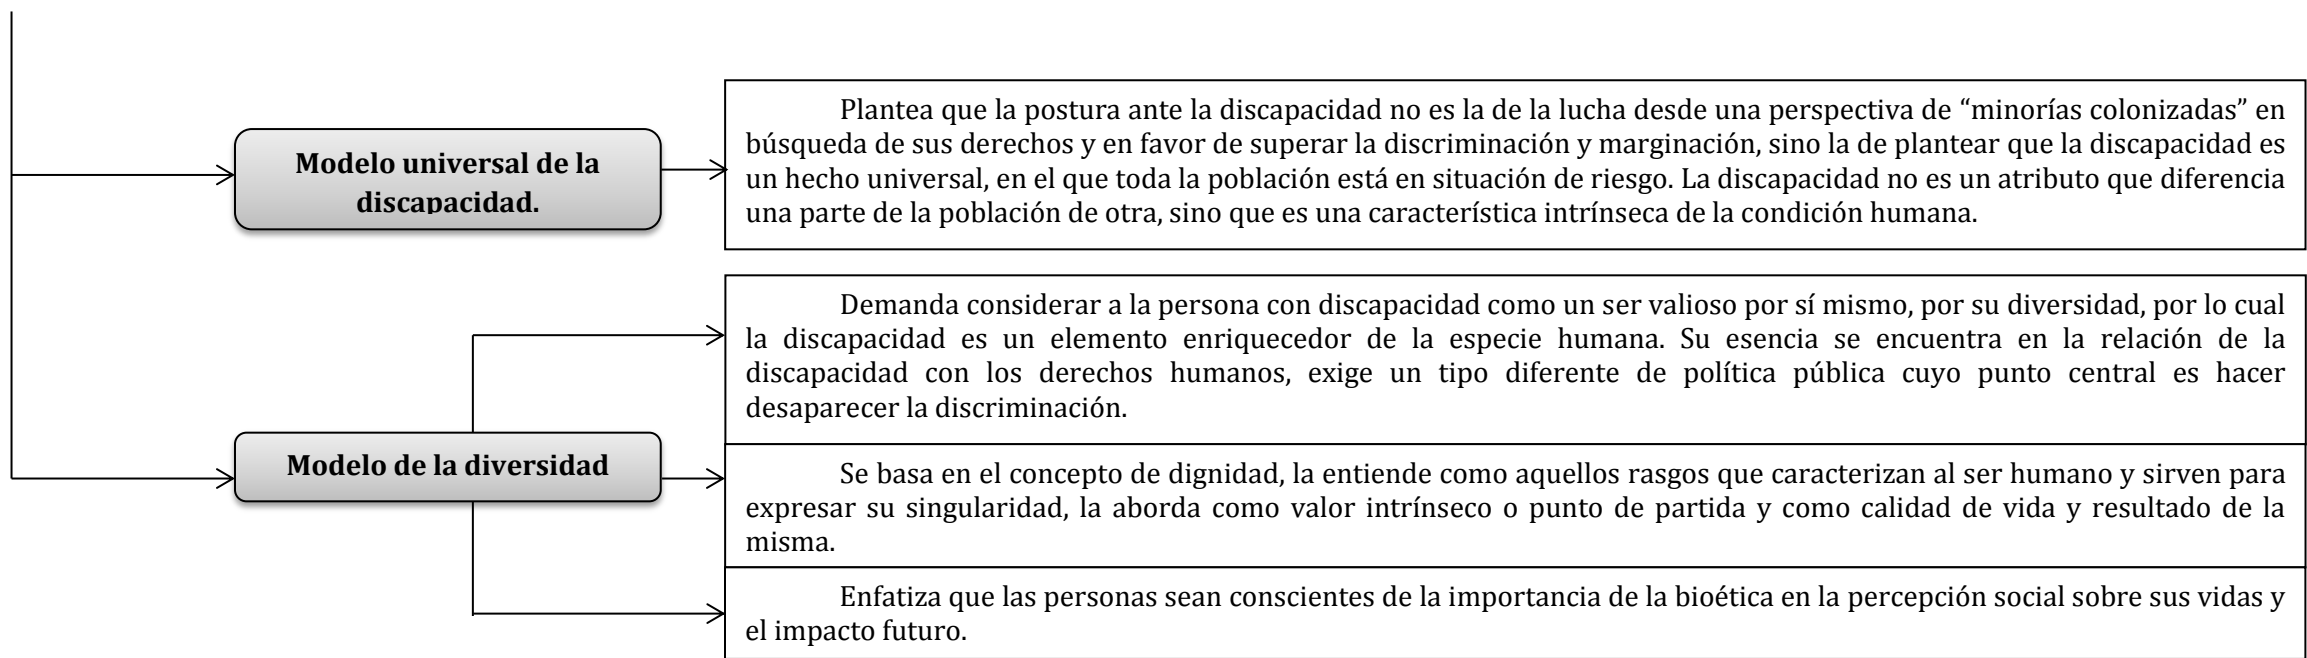 Modelo universal de la
discapacidad.
Plantea que la postura ante la discapacidad no es la de la lucha desde una perspectiva de “minorías colonizadas” en
búsqueda de sus derechos y en favor de superar la discriminación y marginación, sino la de plantear que la discapacidad es
un hecho universal, en el que toda la población está en situación de riesgo. La discapacidad no es un atributo que diferencia
una parte de la población de otra, sino que es una característica intrínseca de la condición humana.
Modelo de la diversidad
Demanda considerar a la persona con discapacidad como un ser valioso por sí mismo, por su diversidad, por lo cual
la discapacidad es un elemento enriquecedor de la especie humana. Su esencia se encuentra en la relación de la
discapacidad con los derechos humanos, exige un tipo diferente de política pública cuyo punto central es hacer
desaparecer la discriminación.
Se basa en el concepto de dignidad, la entiende como aquellos rasgos que caracterizan al ser humano y sirven para
expresar su singularidad, la aborda como valor intrínseco o punto de partida y como calidad de vida y resultado de la
misma.
Enfatiza que las personas sean conscientes de la importancia de la bioética en la percepción social sobre sus vidas y
el impacto futuro.